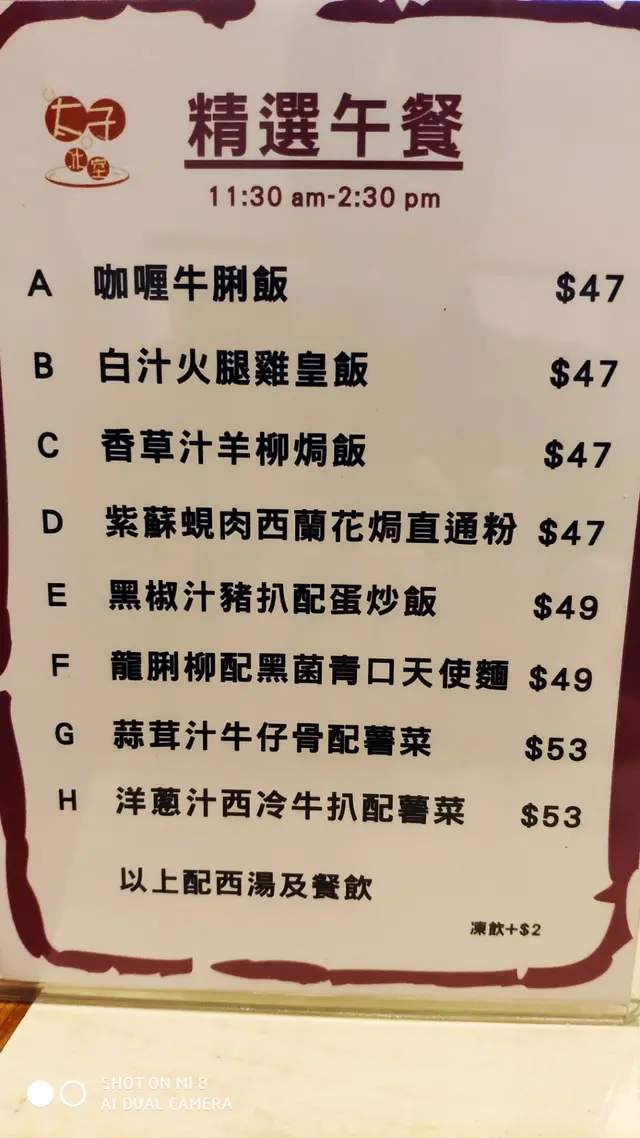 太子
冰室
精選午餐
11:30 am-2:30 pm
A 咖喱牛脷飯 $47
B 白汁火腿雞皇飯 $47
C 香草汁羊柳焗飯 $47
D 紫蘇蜆肉西蘭花焗直通粉 $47
E 黑椒汁豬扒配蛋炒飯 $49
F 龍脷柳配黑菌青口天使麵 $49
G 蒜茸汁牛仔骨配薯菜 $53
H 洋蔥汁西冷牛扒配薯菜 $53
以上配西湯及餐飲
凍飲+$2
SHOT ON MI 8
AI DUAL CAMERA